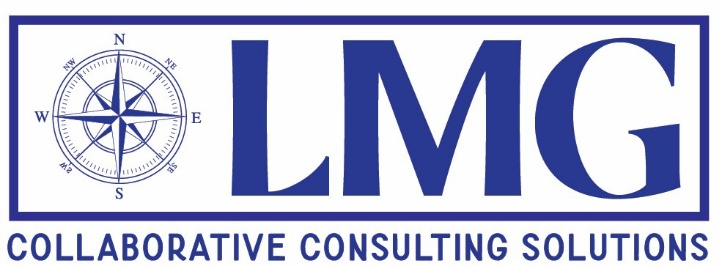 N
NW NE
W E
SW SE
S
LMG
COLLABORATIVE CONSULTING SOLUTIONS